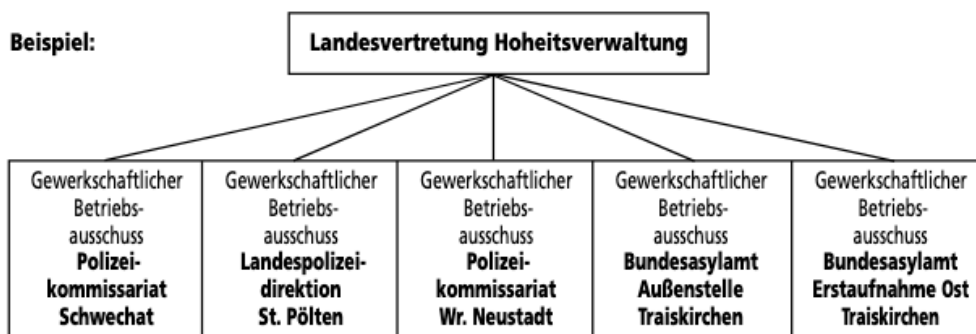 Beispiel:
Landesvertretung Hoheitsverwaltung
Gewerkschaftlicher
Betriebs-
ausschuss
Polizei-
kommissariat
Schwechat
Gewerkschaftlicher
Betriebs-
ausschuss
Landespolizei-
direktion
St. Pölten
Gewerkschaftlicher
Betriebs-
ausschuss
Polizei-
kommissariat
Wr. Neustadt
Gewerkschaftlicher
Betriebs-
ausschuss
Bundesasylamt
Außenstelle
Traiskirchen
Gewerkschaftlicher
Betriebs-
ausschuss
Bundesasylamt
Erstaufnahme Ost
Traiskirchen